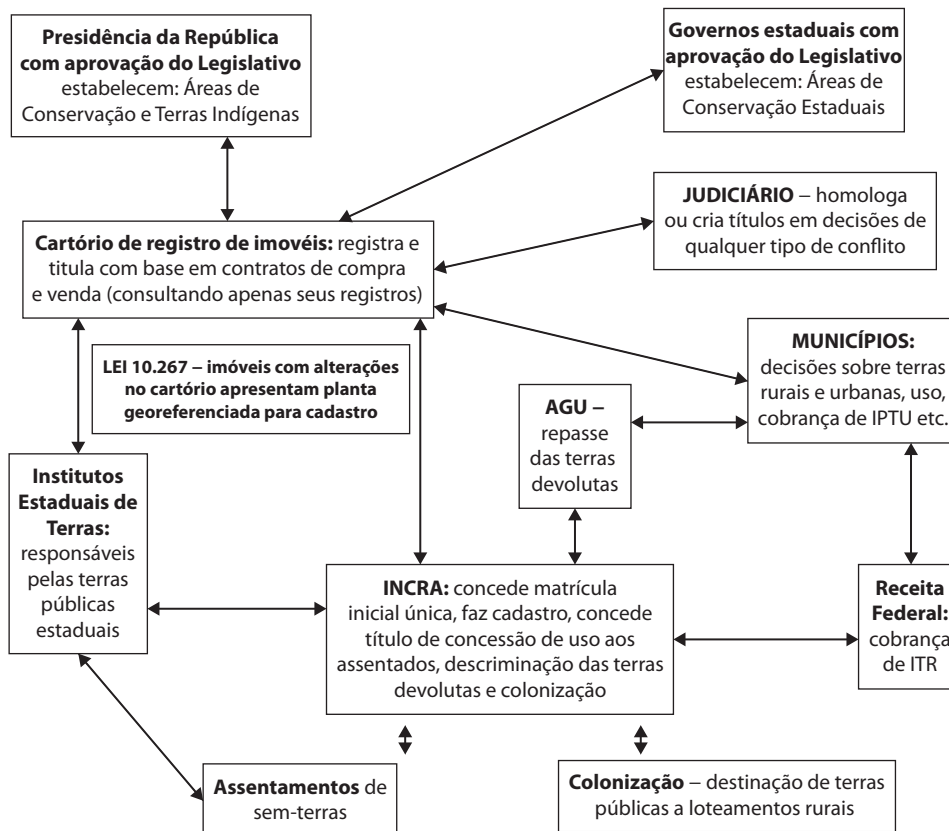 Presidência da República
com aprovação do Legislativo
estabelecem: Áreas de
Conservação e Terras Indígenas
Governos estaduais com
aprovação do Legislativo
estabelecem: Áreas de
Conservação Estaduais
JUDICIÁRIO – homologa
ou cria títulos em decisões de
qualquer tipo de conflito
Cartório de registro de imovéis: registra e
titula com base em contratos de compra
e venda (consultando apenas seus registros)
LEI 10.267 – imóveis com alterações
no cartório apresentam planta
georeferenciada para cadastro
MUNICÍPIOS:
decisões sobre terras
rurais e urbanas, uso,
cobrança de IPTU etc.
AGU –
repasse
das terras
devolutas
Institutos
Estaduais de
Terras:
responsáveis
pelas terras
públicas
estaduais
INCRA: concede matrícula
inicial única, faz cadastro, concede
título de concessão de uso aos
assentados, descriminação das terras
devolutas e colonização
Receita
Federal:
cobrança
de ITR
Assentamentos de
sem-terras
Colonização – destinação de terras
públicas a loteamentos rurais